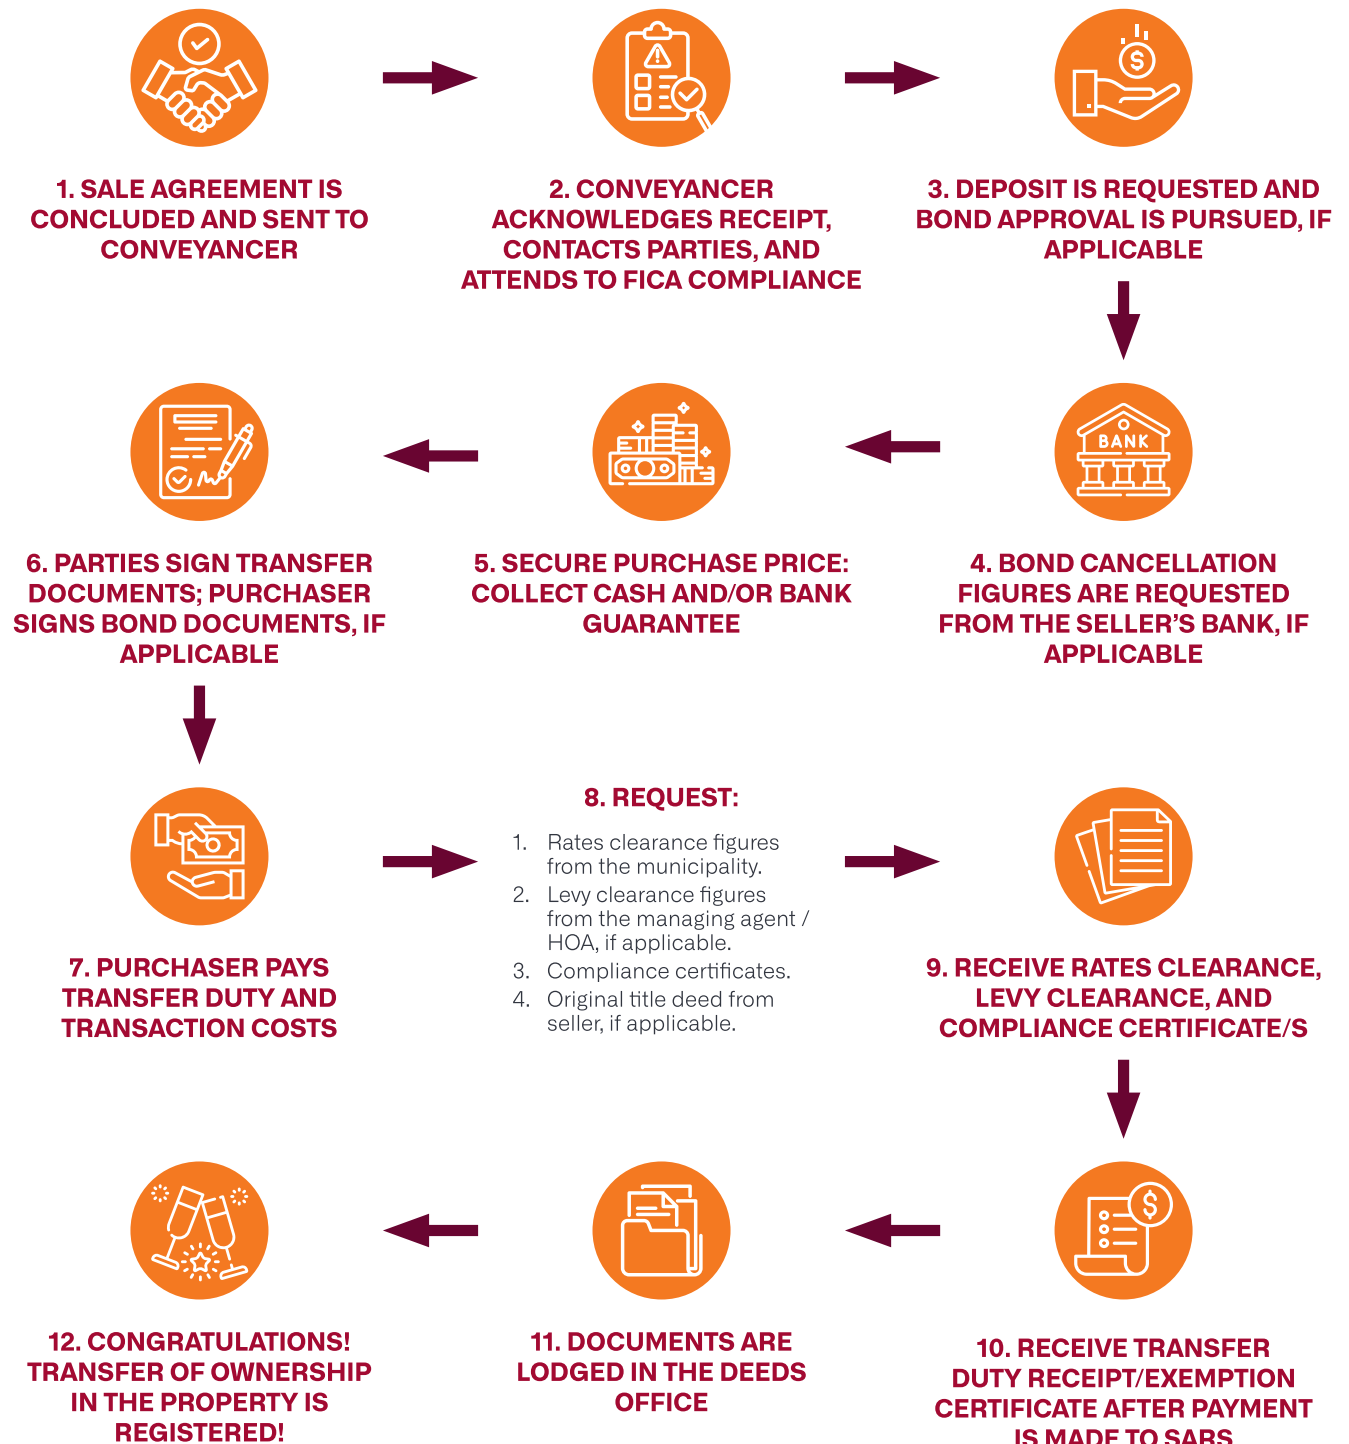 1. SALE AGREEMENT IS
CONCLUDED AND SENT TO
CONVEYANCER
2. CONVEYANCER
ACKNOWLEDGES RECEIPT,
CONTACTS PARTIES, AND
ATTENDS TO FICA COMPLIANCE
$
3. DEPOSIT IS REQUESTED AND
BOND APPROVAL IS PURSUED, IF
APPLICABLE
BANK
4. BOND CANCELLATION
FIGURES ARE REQUESTED
FROM THE SELLER’S BANK, IF
APPLICABLE
5. SECURE PURCHASE PRICE:
COLLECT CASH AND/OR BANK
GUARANTEE
6. PARTIES SIGN TRANSFER
DOCUMENTS; PURCHASER
SIGNS BOND DOCUMENTS, IF
APPLICABLE
7. PURCHASER PAYS
TRANSFER DUTY AND
TRANSACTION COSTS
8. REQUEST:
1. Rates clearance figures
from the municipality.
2. Levy clearance figures
from the managing agent /
HOA, if applicable.
3. Compliance certificates.
4. Original title deed from
seller, if applicable.
9. RECEIVE RATES CLEARANCE,
LEVY CLEARANCE, AND
COMPLIANCE CERTIFICATE/S
$
10. RECEIVE TRANSFER
DUTY RECEIPT/EXEMPTION
CERTIFICATE AFTER PAYMENT
IS MADE TO SARS
11. DOCUMENTS ARE
LODGED IN THE DEEDS
OFFICE
12. CONGRATULATIONS!
TRANSFER OF OWNERSHIP
IN THE PROPERTY IS
REGISTERED!